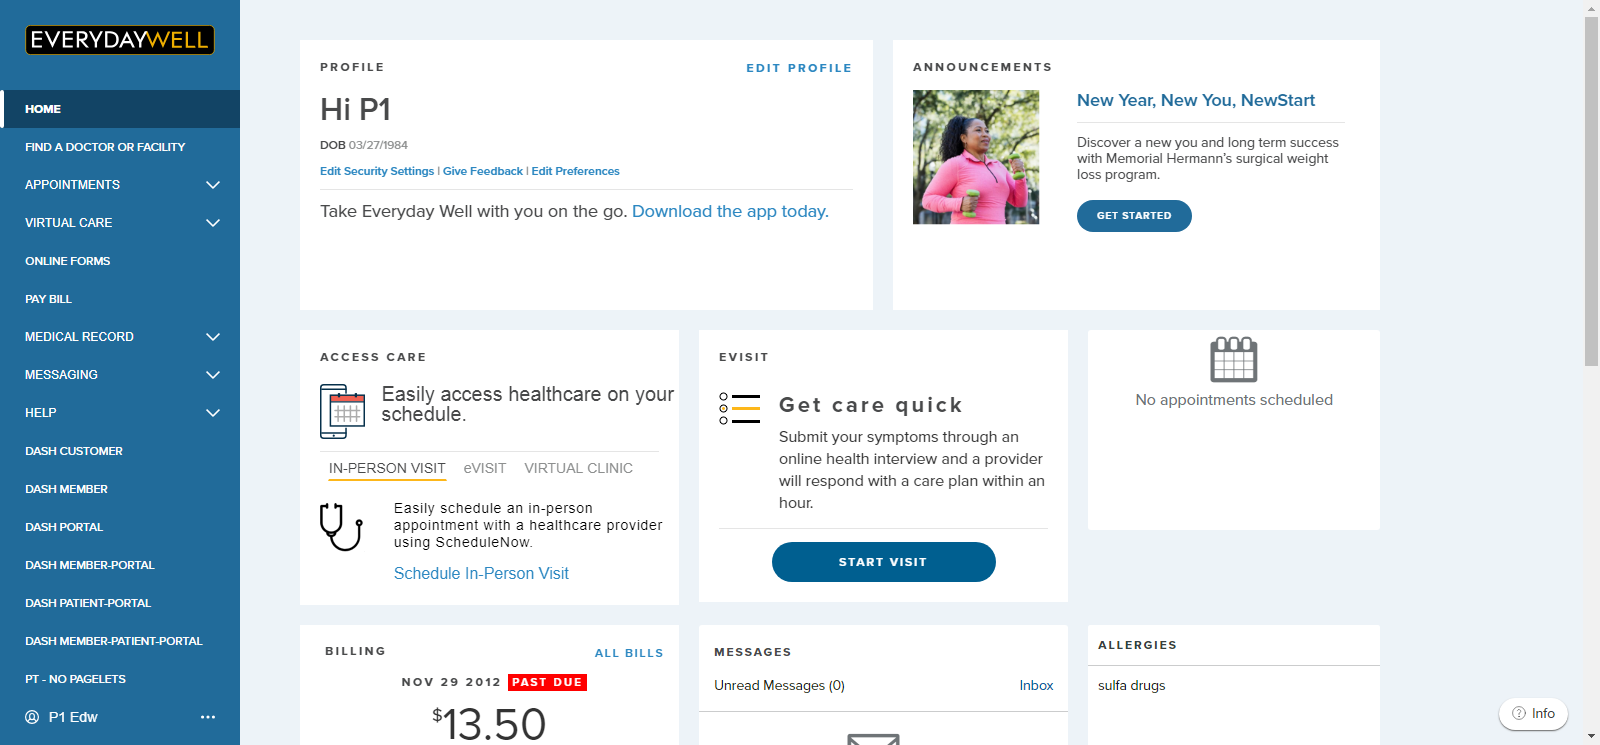 EVERYDAYWELL
HOME
FIND A DOCTOR OR FACILITY
APPOINTMENTS
VIRTUAL CARE
ONLINE FORMS
PAY BILL
MEDICAL RECORD
MESSAGING
HELP
DASH CUSTOMER
DASH MEMBER
DASH PORTAL
DASH MEMBER-PORTAL
DASH PATIENT-PORTAL
DASH MEMBER-PATIENT-PORTAL
PT - NO PAGELETS
P1 Edw
PROFILE
EDIT PROFILE
Hi P1
DOB 03/27/1984
Edit Security Settings | Give Feedback | Edit Preferences
Take Everyday Well with you on the go. Download the app today.
ANNOUNCEMENTS
New Year, New You, NewStart
Discover a new you and long term success
with Memorial Hermann's surgical weight
loss program.
GET STARTED
ACCESS CARE
Easily access healthcare on your
schedule.
IN-PERSON VISIT eVISIT VIRTUAL CLINIC
Easily schedule an in-person
appointment with a healthcare provider
using ScheduleNow.
Schedule In-Person Visit
EVISIT
Get care quick
Submit your symptoms through an
online health interview and a provider
will respond with a care plan within an
hour.
START VISIT
No appointments scheduled
BILLING
ALL BILLS
NOV 29 2012 PAST DUE
$13.50
MESSAGES
Unread Messages (0)
Inbox
ALLERGIES
sulfa drugs
Info